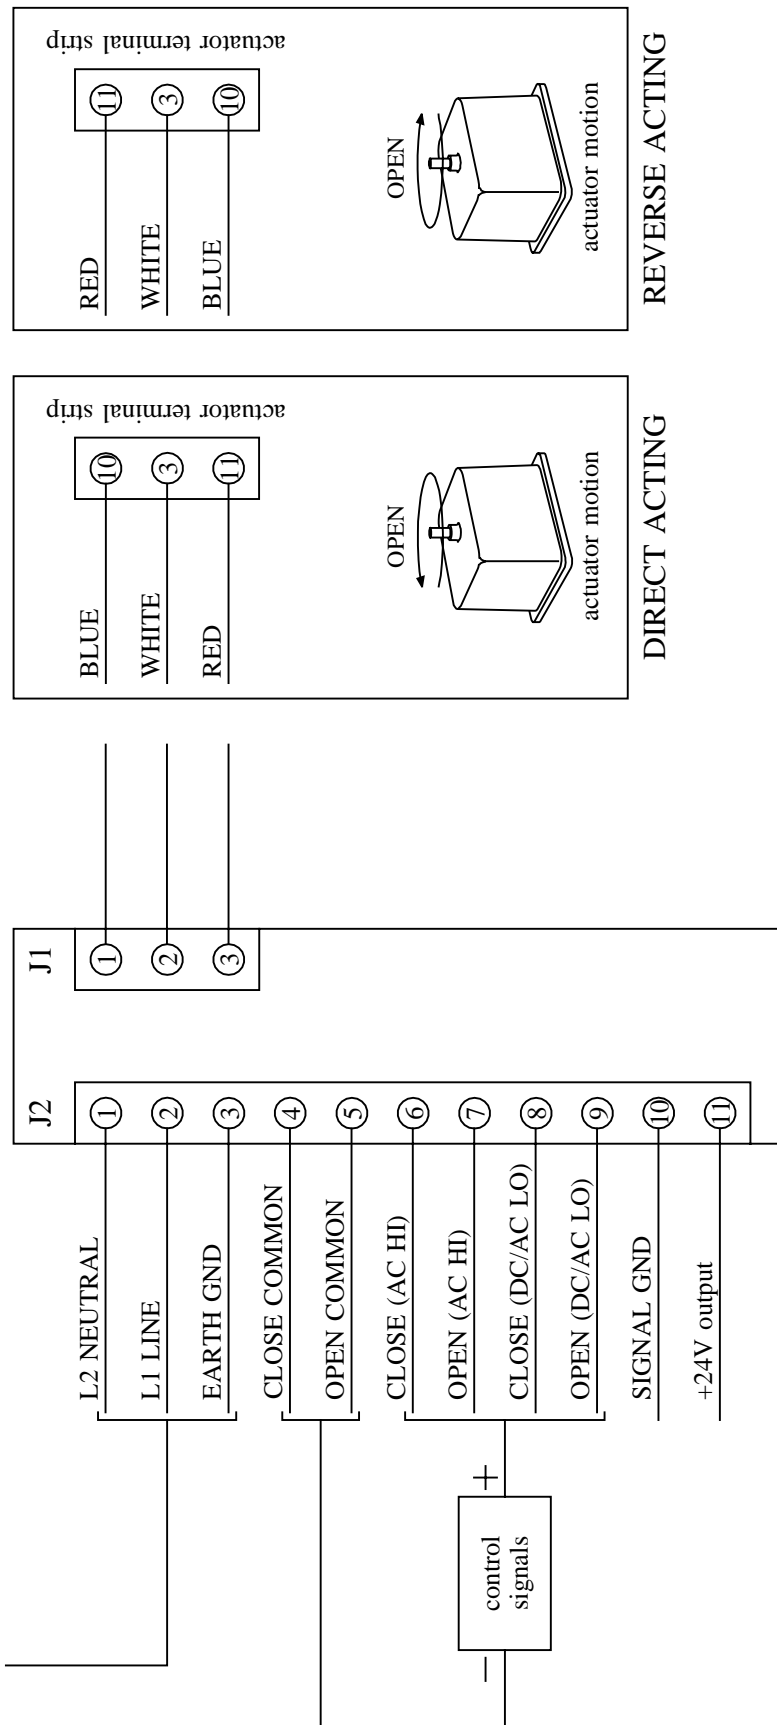 J2
1
L2 NEUTRAL
2
L1 LINE
3
EARTH GND
4
CLOSE COMMON
5
OPEN COMMON
6
CLOSE (AC HI)
7
OPEN (AC HI)
8
CLOSE (DC/AC LO)
9
OPEN (DC/AC LO)
10
SIGNAL GND
11
+24V output
−
control
signals
+
J1
1
2
3
BLUE
WHITE
RED
10
3
11
actuator terminal strip
OPEN
actuator motion
DIRECT ACTING
RED
WHITE
BLUE
11
3
10
actuator terminal strip
OPEN
actuator motion
REVERSE ACTING